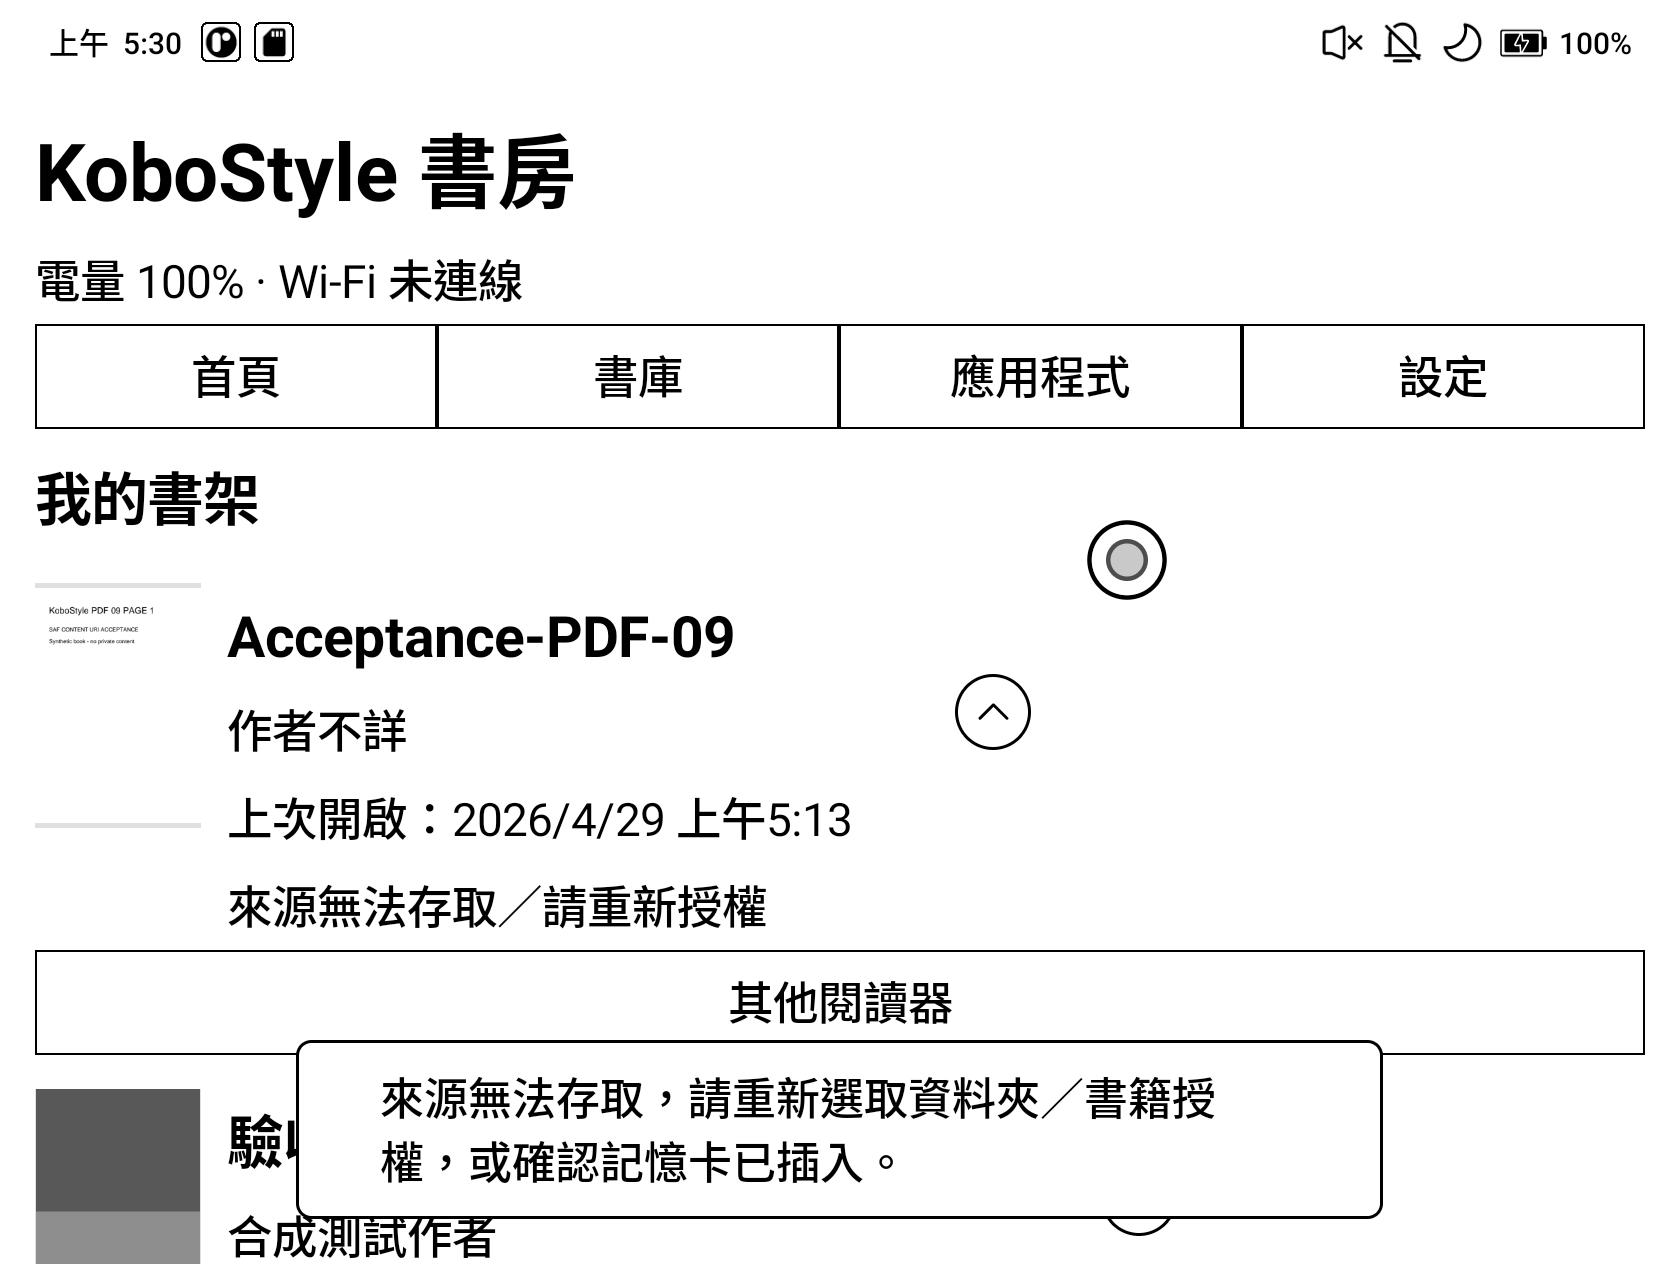 上午 5:30
100%
KoboStyle 書房
電量 100% · Wi-Fi 未連線
首頁
書庫
應用程式
設定
我的書架
KoboStyle PDF 09 PAGE 1
SAF CONTENT URI ACCEPTANCE
Synthetic book - no private content
Acceptance-PDF-09
作者不詳
上次開啟：2026/4/29 上午5:13
來源無法存取／請重新授權
其他閱讀器
來源無法存取，請重新選取資料夾／書籍授
權，或確認記憶卡已插入。
驗
合成測試作者